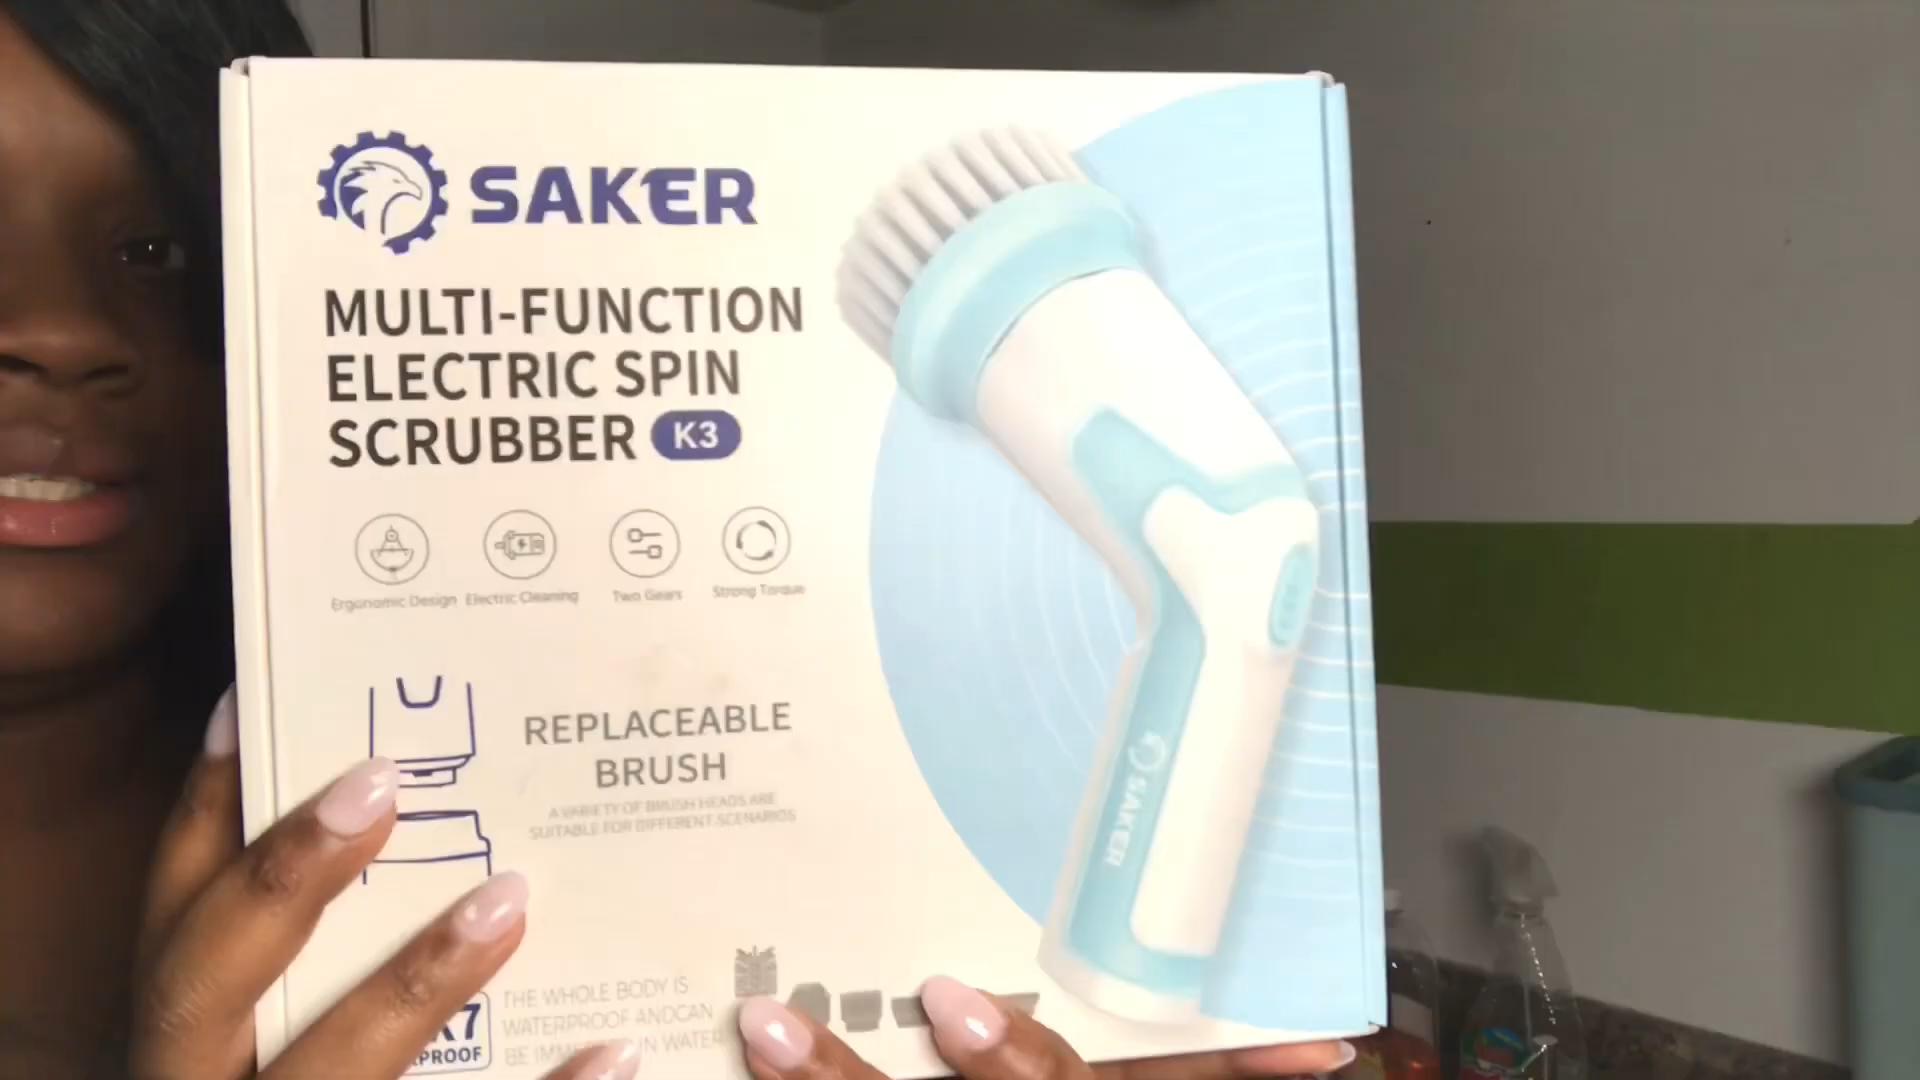 SAKER
MULTI-FUNCTION
ELECTRIC SPIN
SCRUBBER K3
Ergonomic Design Electric Cleaning Two Gears Strong Torque
REPLACEABLE
BRUSH
A VARIETY OF BRUSH HEADS ARE
SUITABLE FOR DIFFERENT SCENARIOS
SAKER
THE WHOLE BODY IS
WATERPROOF ANDCAN
BE IN WATER